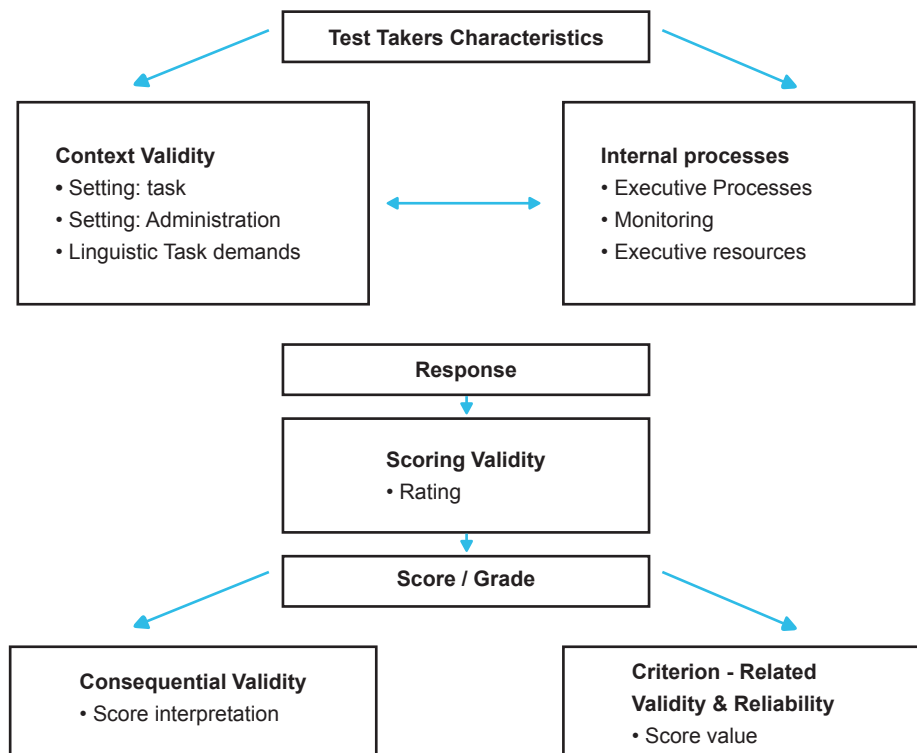 Test Takers Characteristics
Context Validity
• Setting: task
• Setting: Administration
• Linguistic Task demands
Internal processes
• Executive Processes
• Monitoring
• Executive resources
Response
Scoring Validity
• Rating
Score / Grade
Consequential Validity
• Score interpretation
Criterion - Related
Validity & Reliability
• Score value